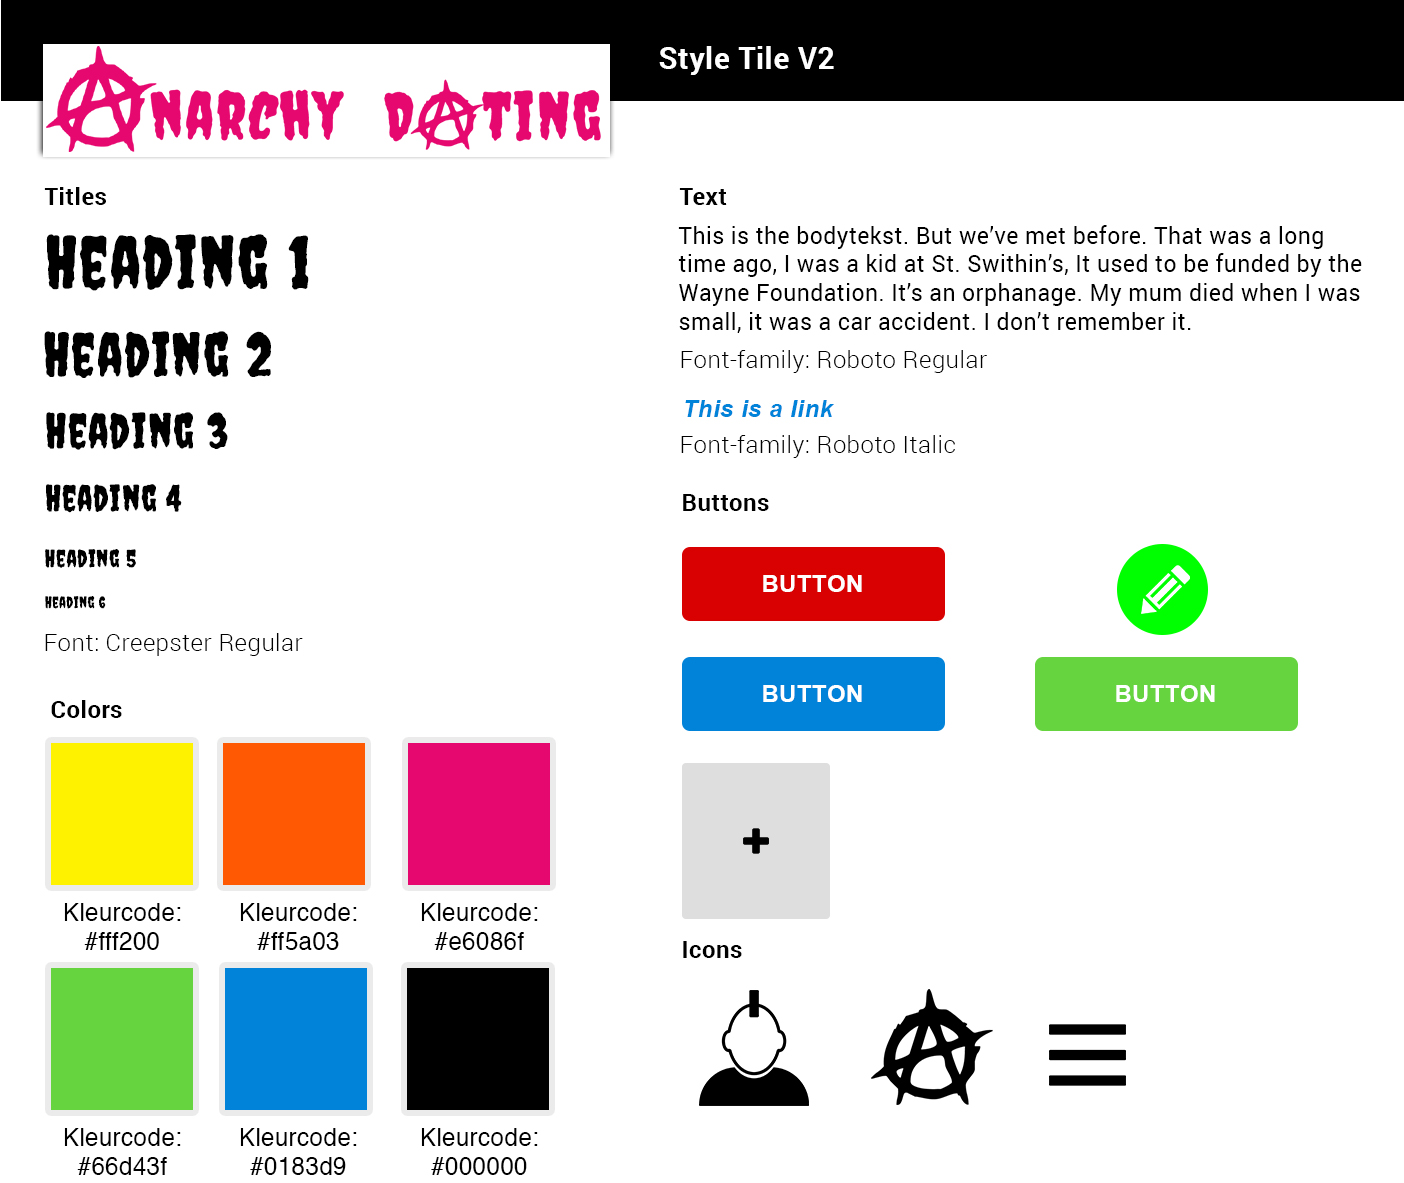 ANARCHY DATING
Style Tile V2
Titles
HEADING 1
HEADING 2
HEADING 3
HEADING 4
HEADING 5
HEADING 6
Font: Creepster Regular
Colors
Kleurcode:
#fff200
Kleurcode:
#ff5a03
Kleurcode:
#e6086f
Kleurcode:
#66d43f
Kleurcode:
#0183d9
Kleurcode:
#000000
Text
This is the bodytekst. But we’ve met before. That was a long
time ago, I was a kid at St. Swithin’s, It used to be funded by the
Wayne Foundation. It’s an orphanage. My mum died when I was
small, it was a car accident. I don’t remember it.
Font-family: Roboto Regular
This is a link
Font-family: Roboto Italic
Buttons
BUTTON
BUTTON
BUTTON
Icons